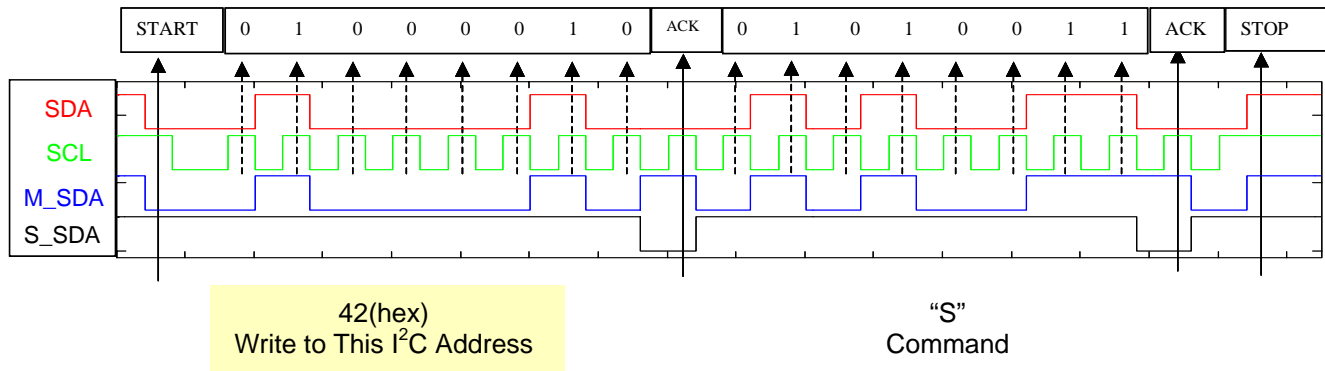 START 0 1 0 0 0 0 1 0 ACK 0 1 0 1 0 0 1 1 ACK STOP
SDA
SCL
M_SDA
S_SDA
42(hex)
Write to This I²C Address
“S”
Command